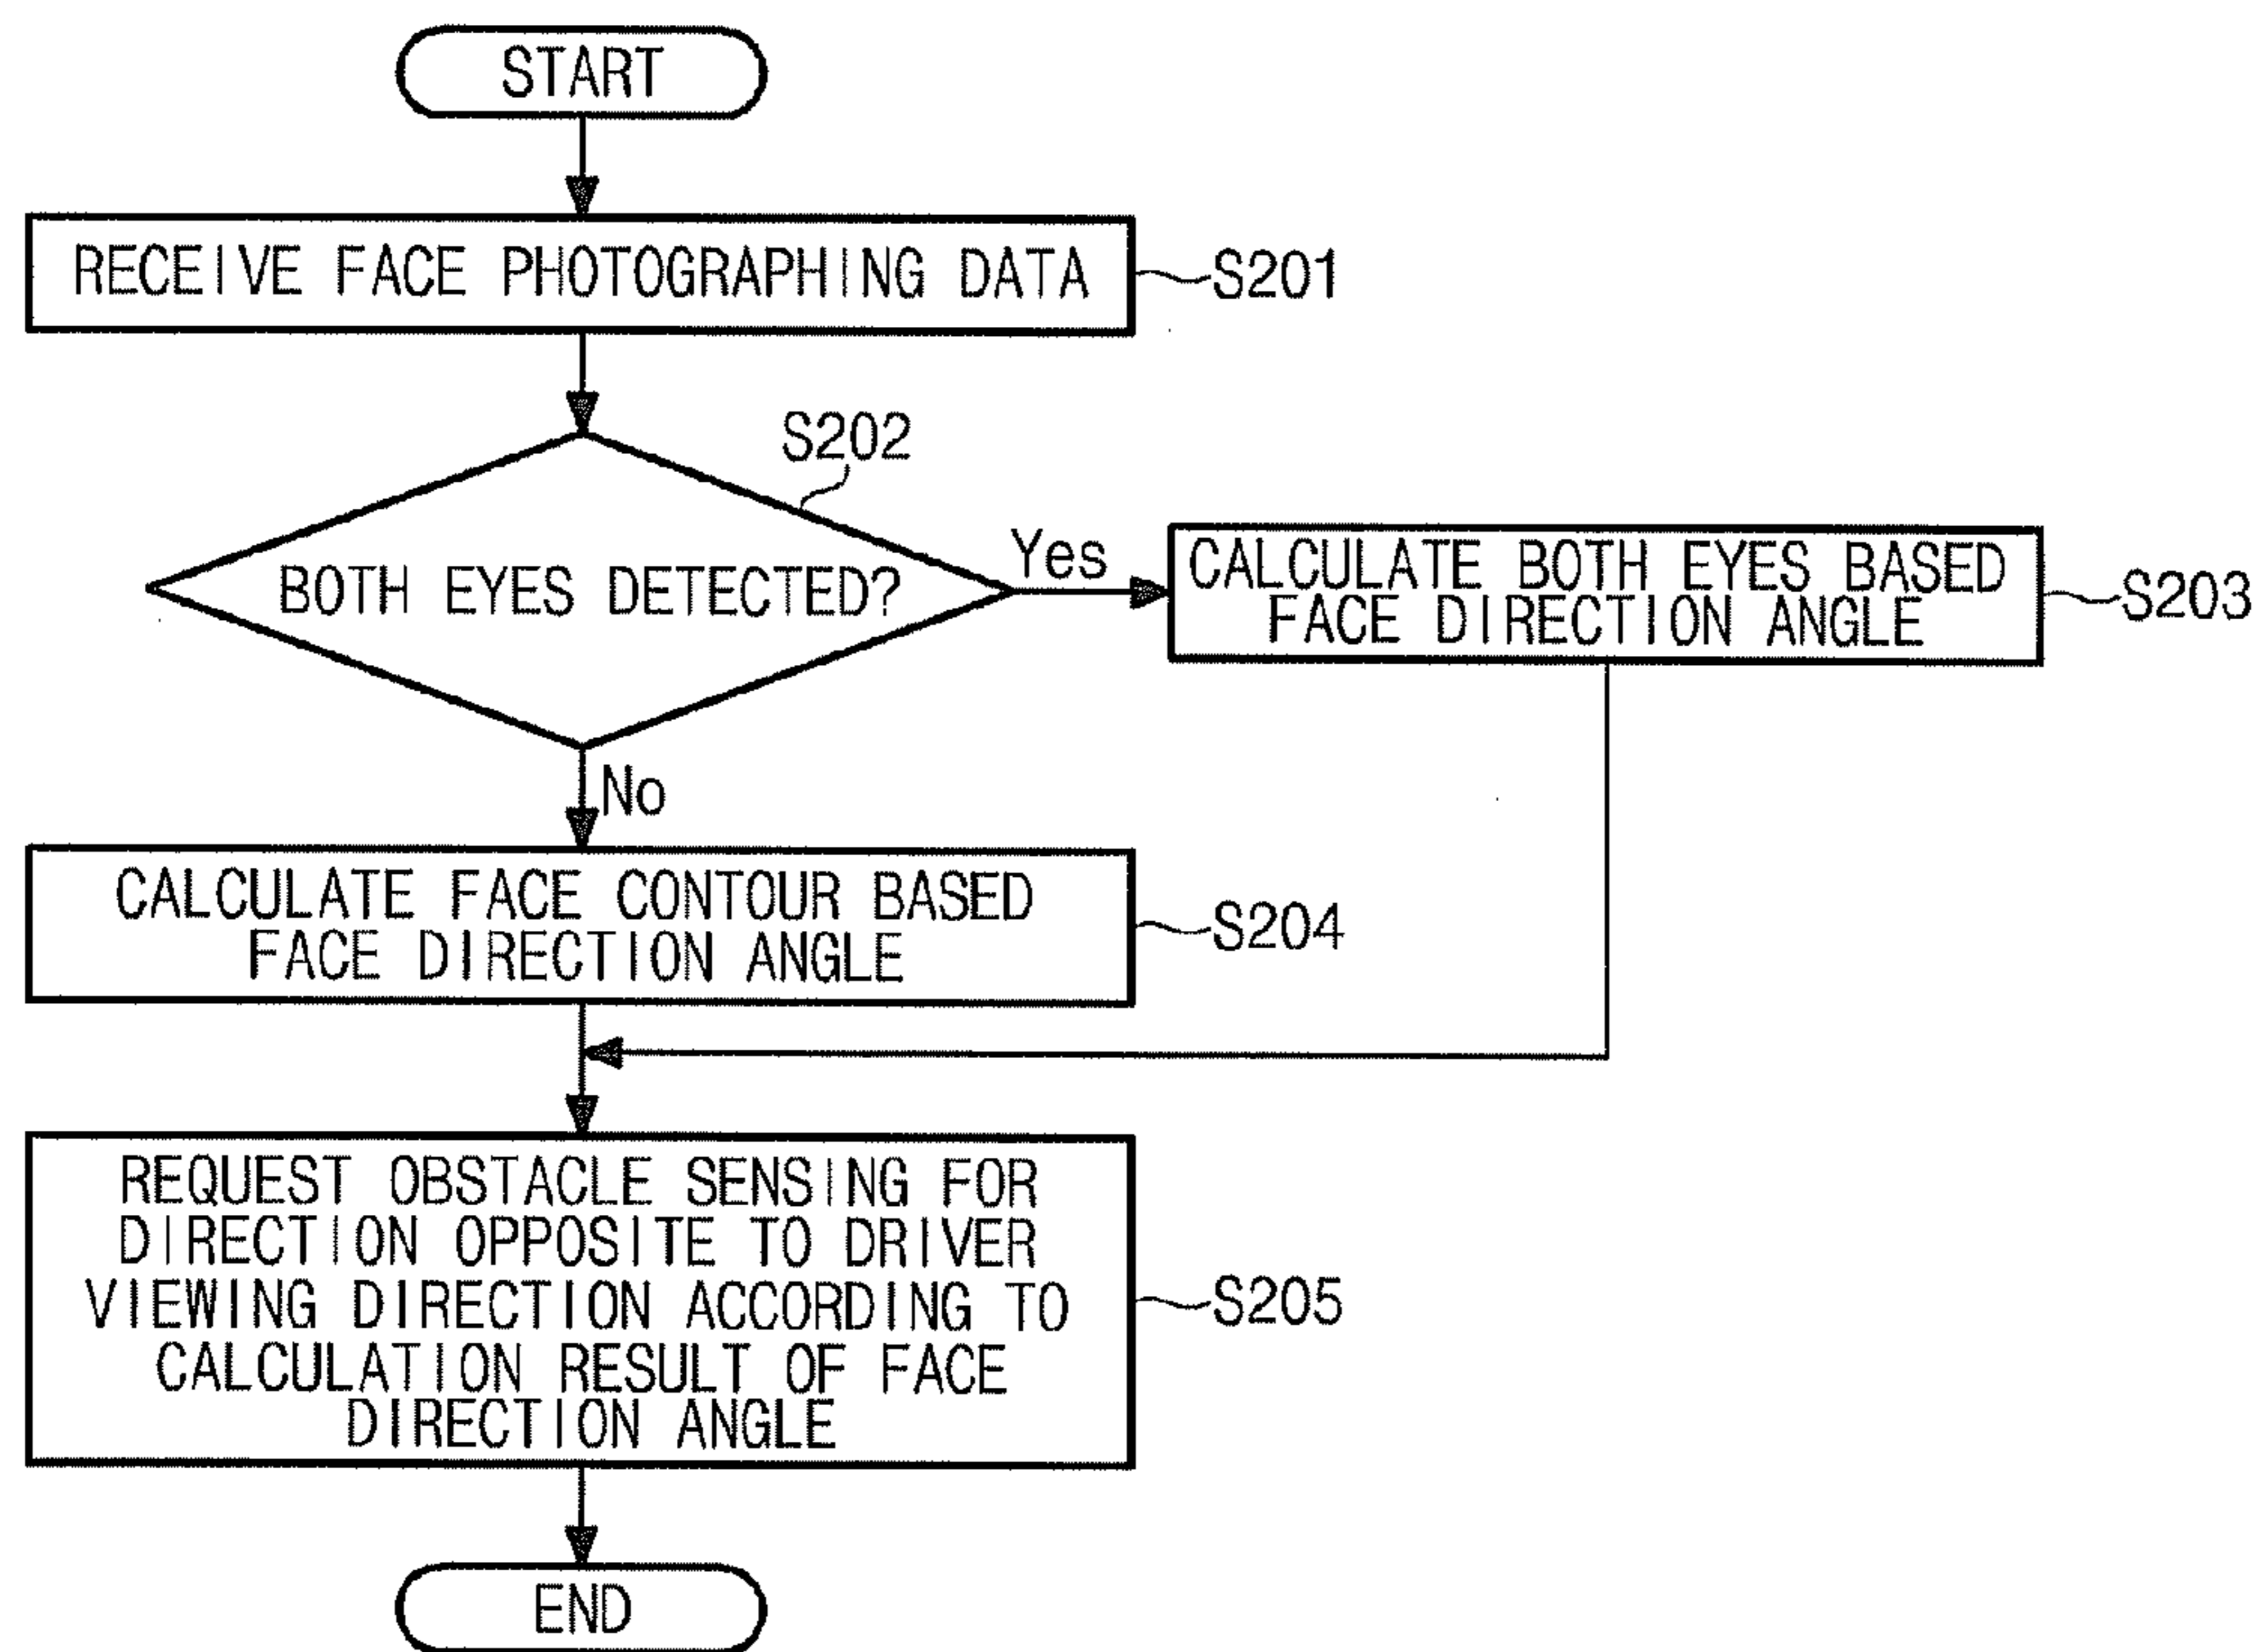 START
RECEIVE FACE PHOTOGRAPHING DATA
S201
S202
BOTH EYES DETECTED?
Yes
CALCULATE BOTH EYES BASED
FACE DIRECTION ANGLE
S203
No
CALCULATE FACE CONTOUR BASED
FACE DIRECTION ANGLE
S204
REQUEST OBSTACLE SENSING FOR
DIRECTION OPPOSITE TO DRIVER
VIEWING DIRECTION ACCORDING TO
CALCULATION RESULT OF FACE
DIRECTION ANGLE
S205
END